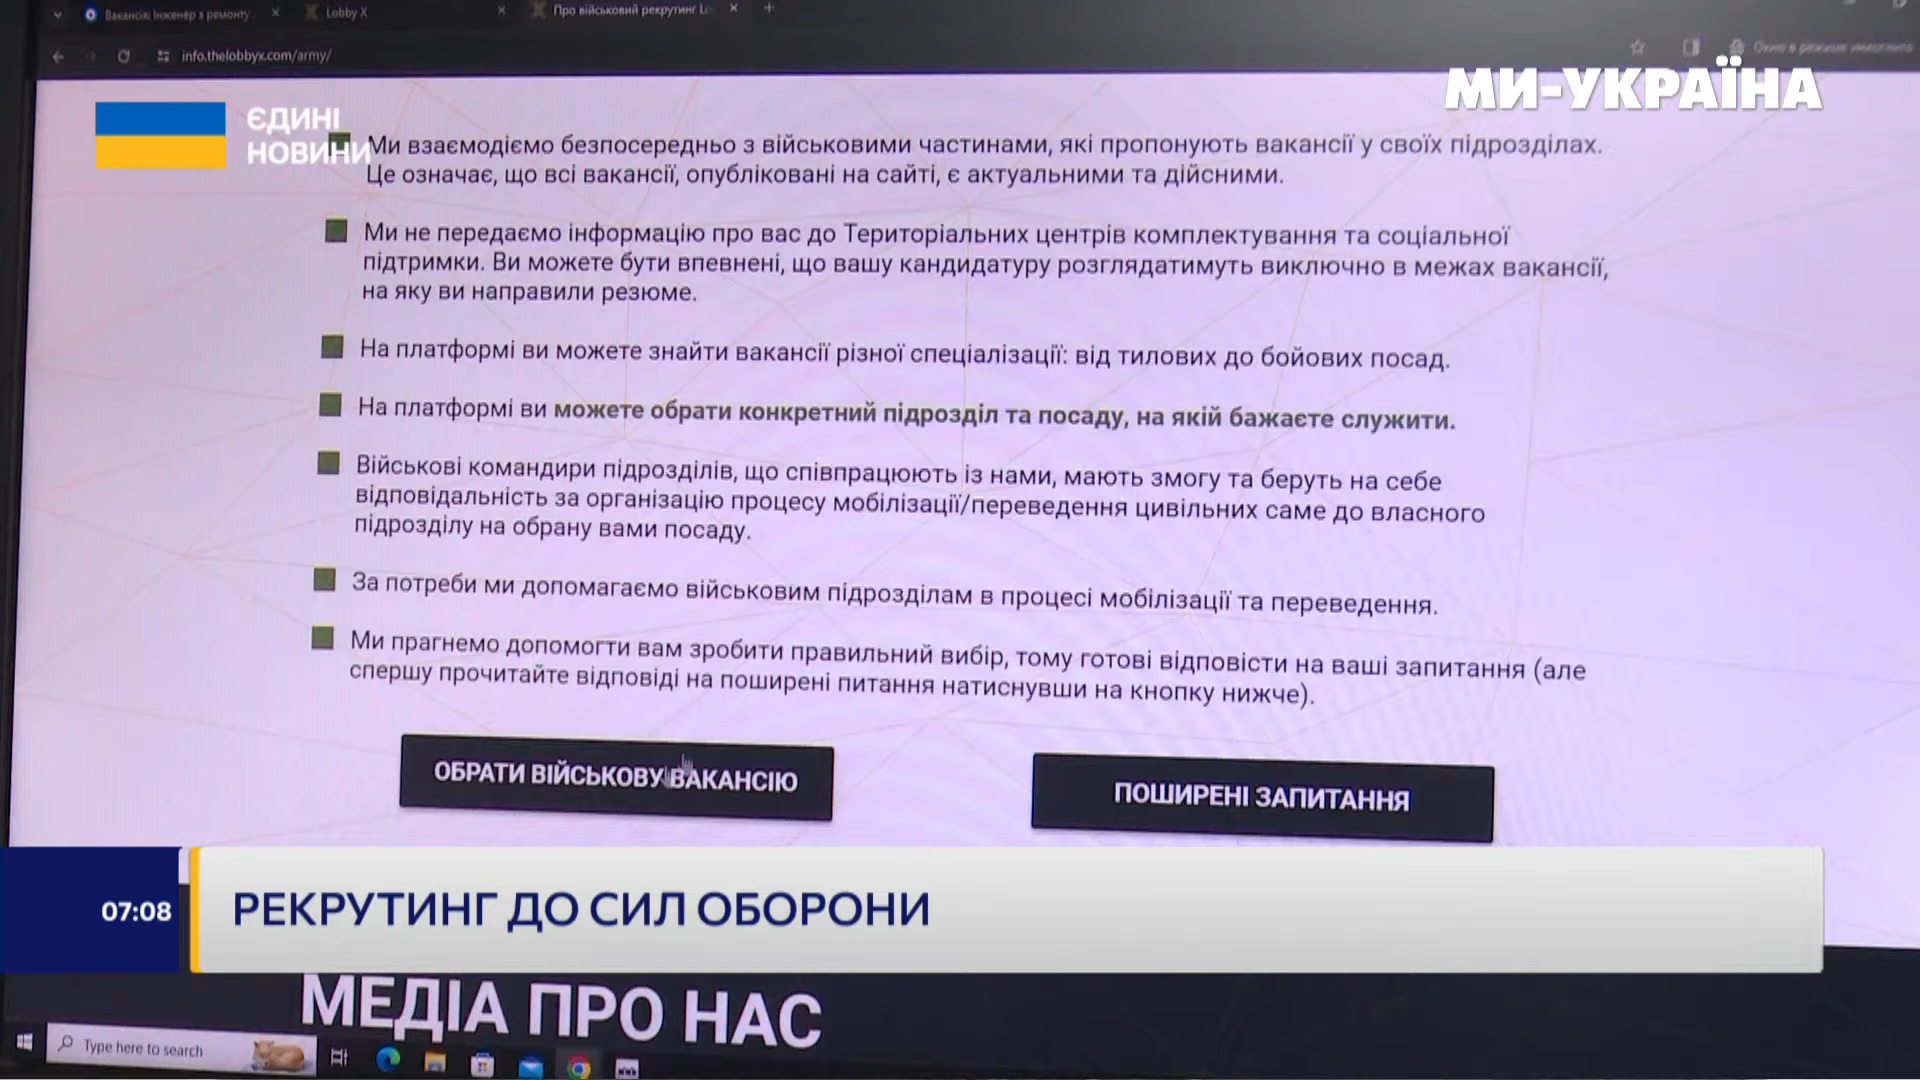 Вакансія: Інженер з ремонту
Lobby X
Про військовий рекрутинг Lo
info.thelobbyx.com/army/
МИ-УКРАЇНА
ЄДИНІ
НОВИНИ
Ми взаємодіємо безпосередньо з військовими частинами, які пропонують вакансії у своїх підрозділах.
Це означає, що всі вакансії, опубліковані на сайті, є актуальними та дійсними.
Ми не передаємо інформацію про вас до Територіальних центрів комплектування та соціальної
підтримки. Ви можете бути впевнені, що вашу кандидатуру розглядатимуть виключно в межах вакансії,
на яку ви направили резюме.
На платформі ви можете знайти вакансії різної спеціалізації: від тилових до бойових посад.
На платформі ви можете обрати конкретний підрозділ та посаду, на якій бажаєте служити.
Військові командири підрозділів, що співпрацюють із нами, мають змогу та беруть на себе
відповідальність за організацію процесу мобілізації/переведення цивільних саме до власного
підрозділу на обрану вами посаду.
За потреби ми допомагаємо військовим підрозділам в процесі мобілізації та переведення.
Ми прагнемо допомогти вам зробити правильний вибір, тому готові відповісти на ваші запитання (але
спершу прочитайте відповіді на поширені питання натиснувши на кнопку нижче).
ОБРАТИ ВІЙСЬКОВУ ВАКАНСІЮ
ПОШИРЕНІ ЗАПИТАННЯ
07:08
РЕКРУТИНГ ДО СИЛ ОБОРОНИ
МЕДІА ПРО НАС
Type here to search